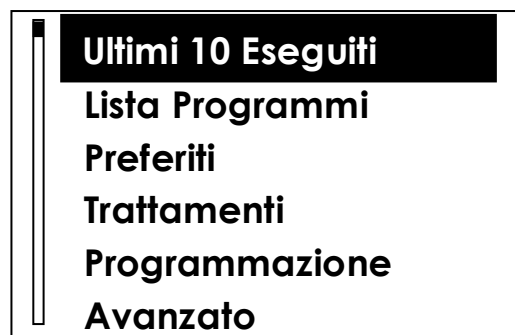 Ultimi 10 Eseguiti
Lista Programmi
Preferiti
Trattamenti
Programmazione
Avanzato